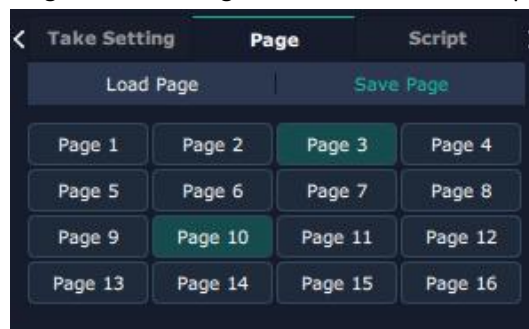 Take Setting Page Script
Load Page Save Page
Page 1 Page 2 Page 3 Page 4
Page 5 Page 6 Page 7 Page 8
Page 9 Page 10 Page 11 Page 12
Page 13 Page 14 Page 15 Page 16